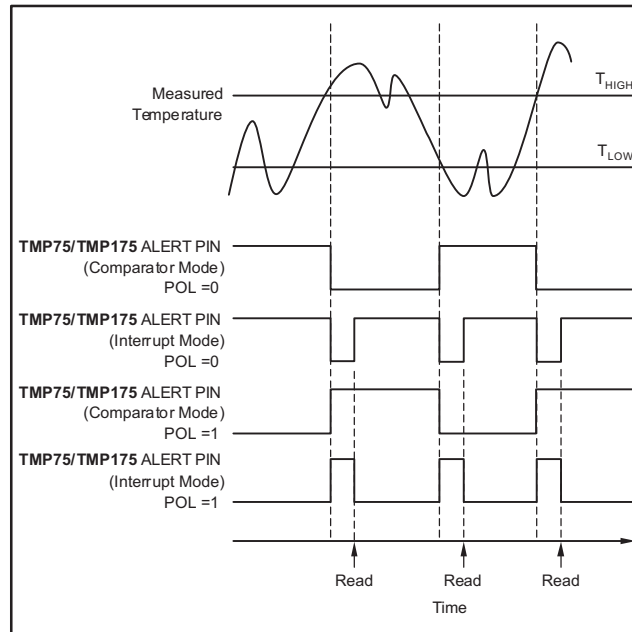 Measured
Temperature
T_HIGH
T_LOW
TMP75/TMP175 ALERT PIN
(Comparator Mode)
POL =0
TMP75/TMP175 ALERT PIN
(Interrupt Mode)
POL =0
TMP75/TMP175 ALERT PIN
(Comparator Mode)
POL =1
TMP75/TMP175 ALERT PIN
(Interrupt Mode)
POL =1
Read Read Read
Time